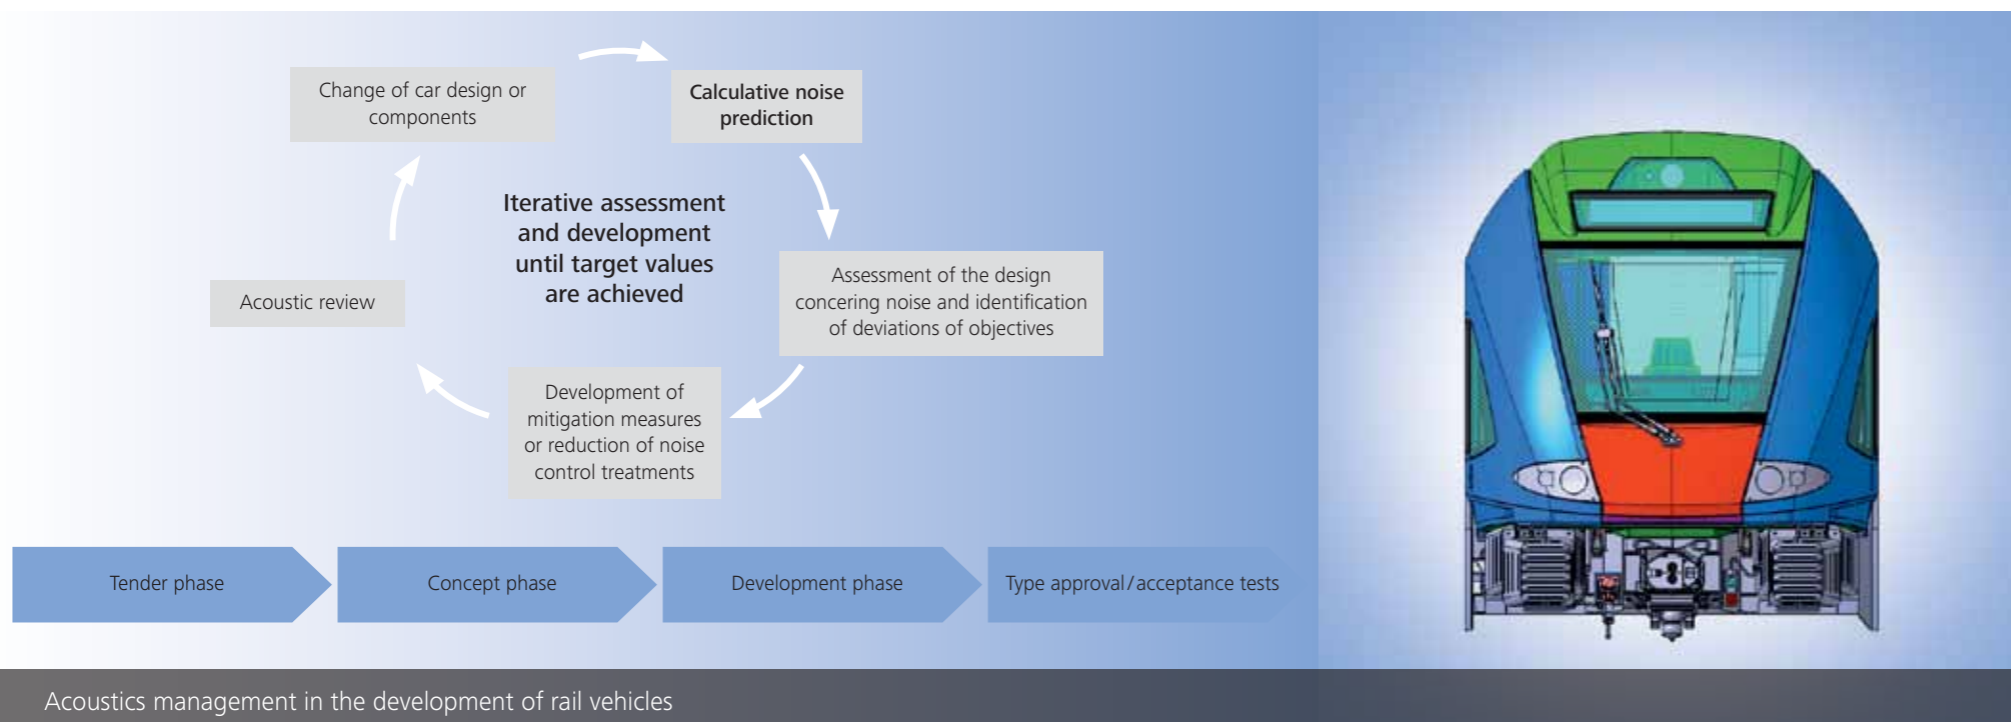 Change of car design or
components
Calculative noise
prediction
Iterative assessment
and development
until target values
are achieved
Assessment of the design
concering noise and identification
of deviations of objectives
Acoustic review
Development of
mitigation measures
or reduction of noise
control treatments
Tender phase
Concept phase
Development phase
Type approval/acceptance tests
Acoustics management in the development of rail vehicles